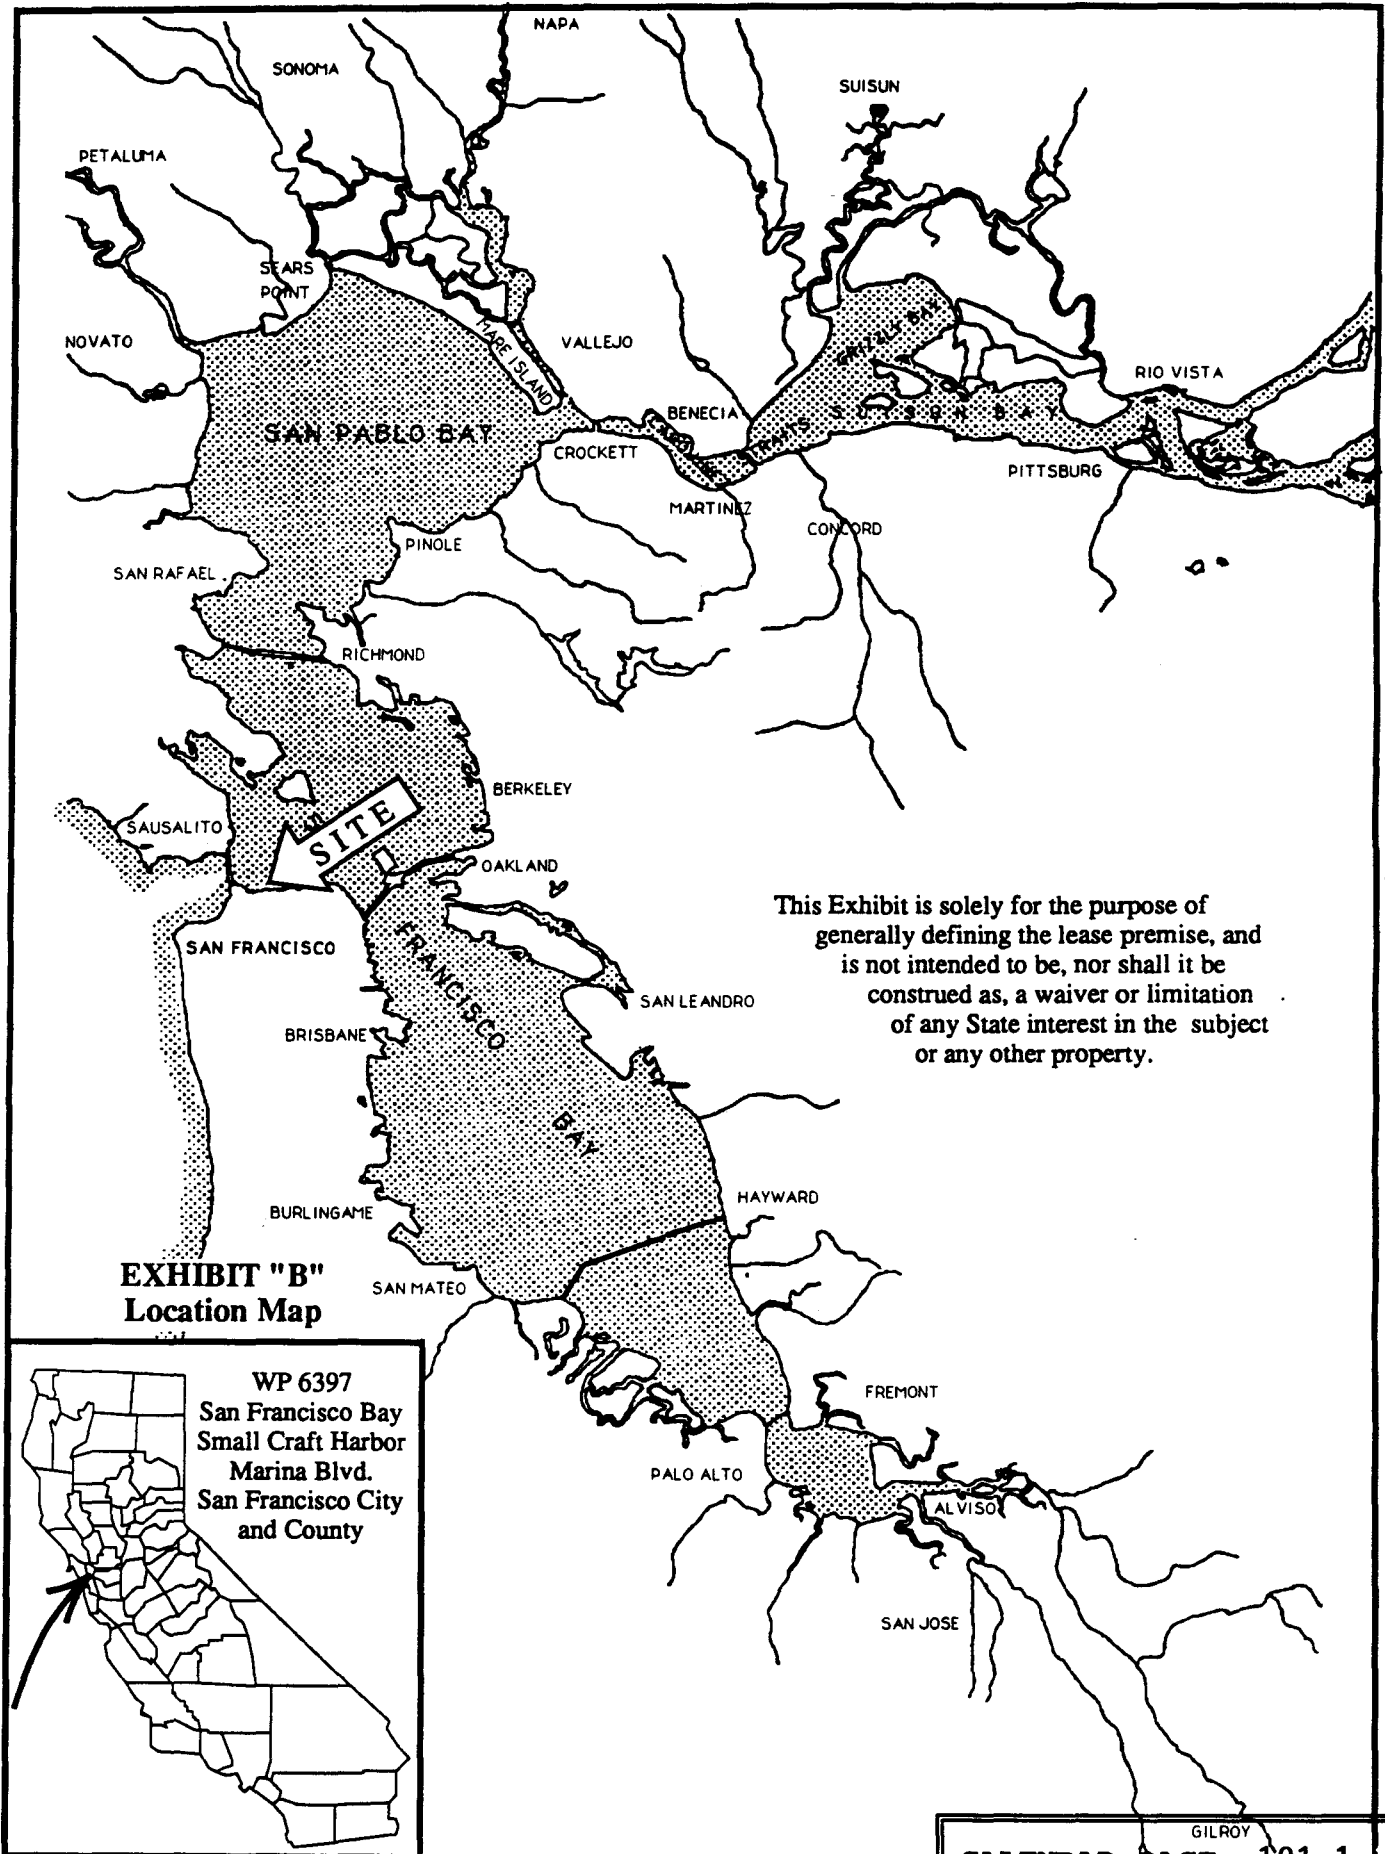 NAPA
SONOMA
SUISUN
PETALUMA
SEARS
POINT
NOVATO
MARE ISLAND
VALLEJO
GRIZZLY BAY
RIO VISTA
BENECIA
SUISUN BAY
SAN PABLO BAY
STRAITS
CROCKETT
PITTSBURG
MARTINEZ
CONCORD
PINOLE
SAN RAFAEL
RICHMOND
BERKELEY
SITE
SAUSALITO
OAKLAND
This Exhibit is solely for the purpose of
generally defining the lease premise, and
is not intended to be, nor shall it be
construed as, a waiver or limitation
of any State interest in the subject
or any other property.
SAN FRANCISCO
FRANCISCO
BAY
SAN LEANDRO
BRISBANE
HAYWARD
BURLINGAME
EXHIBIT "B"
Location Map
SAN MATEO
WP 6397
San Francisco Bay
Small Craft Harbor
Marina Blvd.
San Francisco City
and County
FREMONT
PALO ALTO
ALVISO
SAN JOSE
GILROY